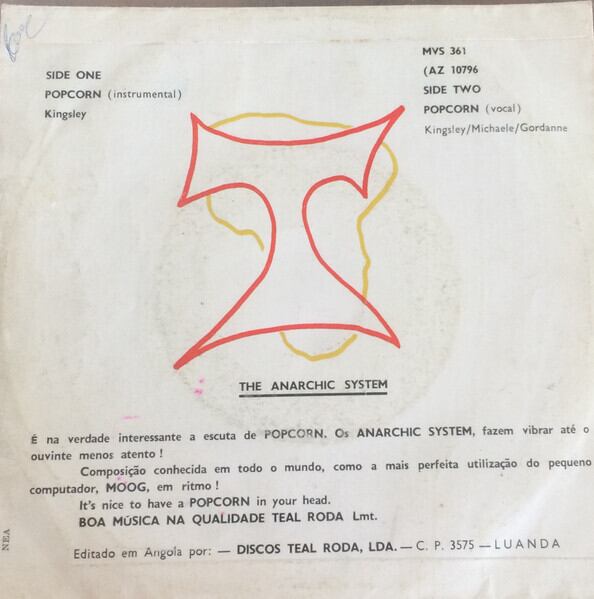 SIDE ONE
POPCORN (instrumental)
Kingsley
MVS 361
(AZ 10796
SIDE TWO
POPCORN (vocal)
Kingsley/Michaele/Gordanne
THE ANARCHIC SYSTEM
É na verdade interessante a escuta de POPCORN. Os ANARCHIC SYSTEM, fazem vibrar até o
ouvinte menos atento !
Composição conhecida em todo o mundo, como a mais perfeita utilização do pequeno
computador, MOOG, em ritmo !
It's nice to have a POPCORN in your head.
BOA MÚSICA NA QUALIDADE TEAL RODA Lmt.
Editado em Angola por: — DISCOS TEAL RODA, LDA. — C. P. 3575 — LUANDA
NEA